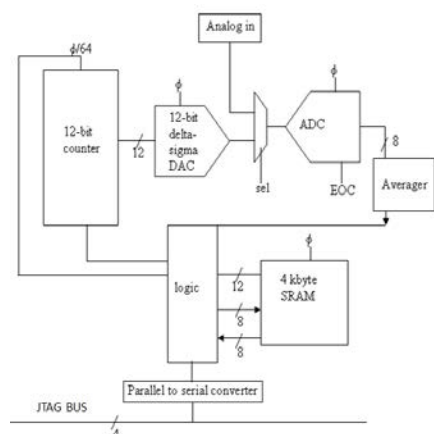 Analog in
ϕ/64
ϕ
ϕ
12-bit
counter
12
12-bit
delta-
sigma
DAC
ADC
8
sel
EOC
Averager
ϕ
logic
12
8
8
4 kbyte
SRAM
Parallel to serial converter
JTAG BUS
4